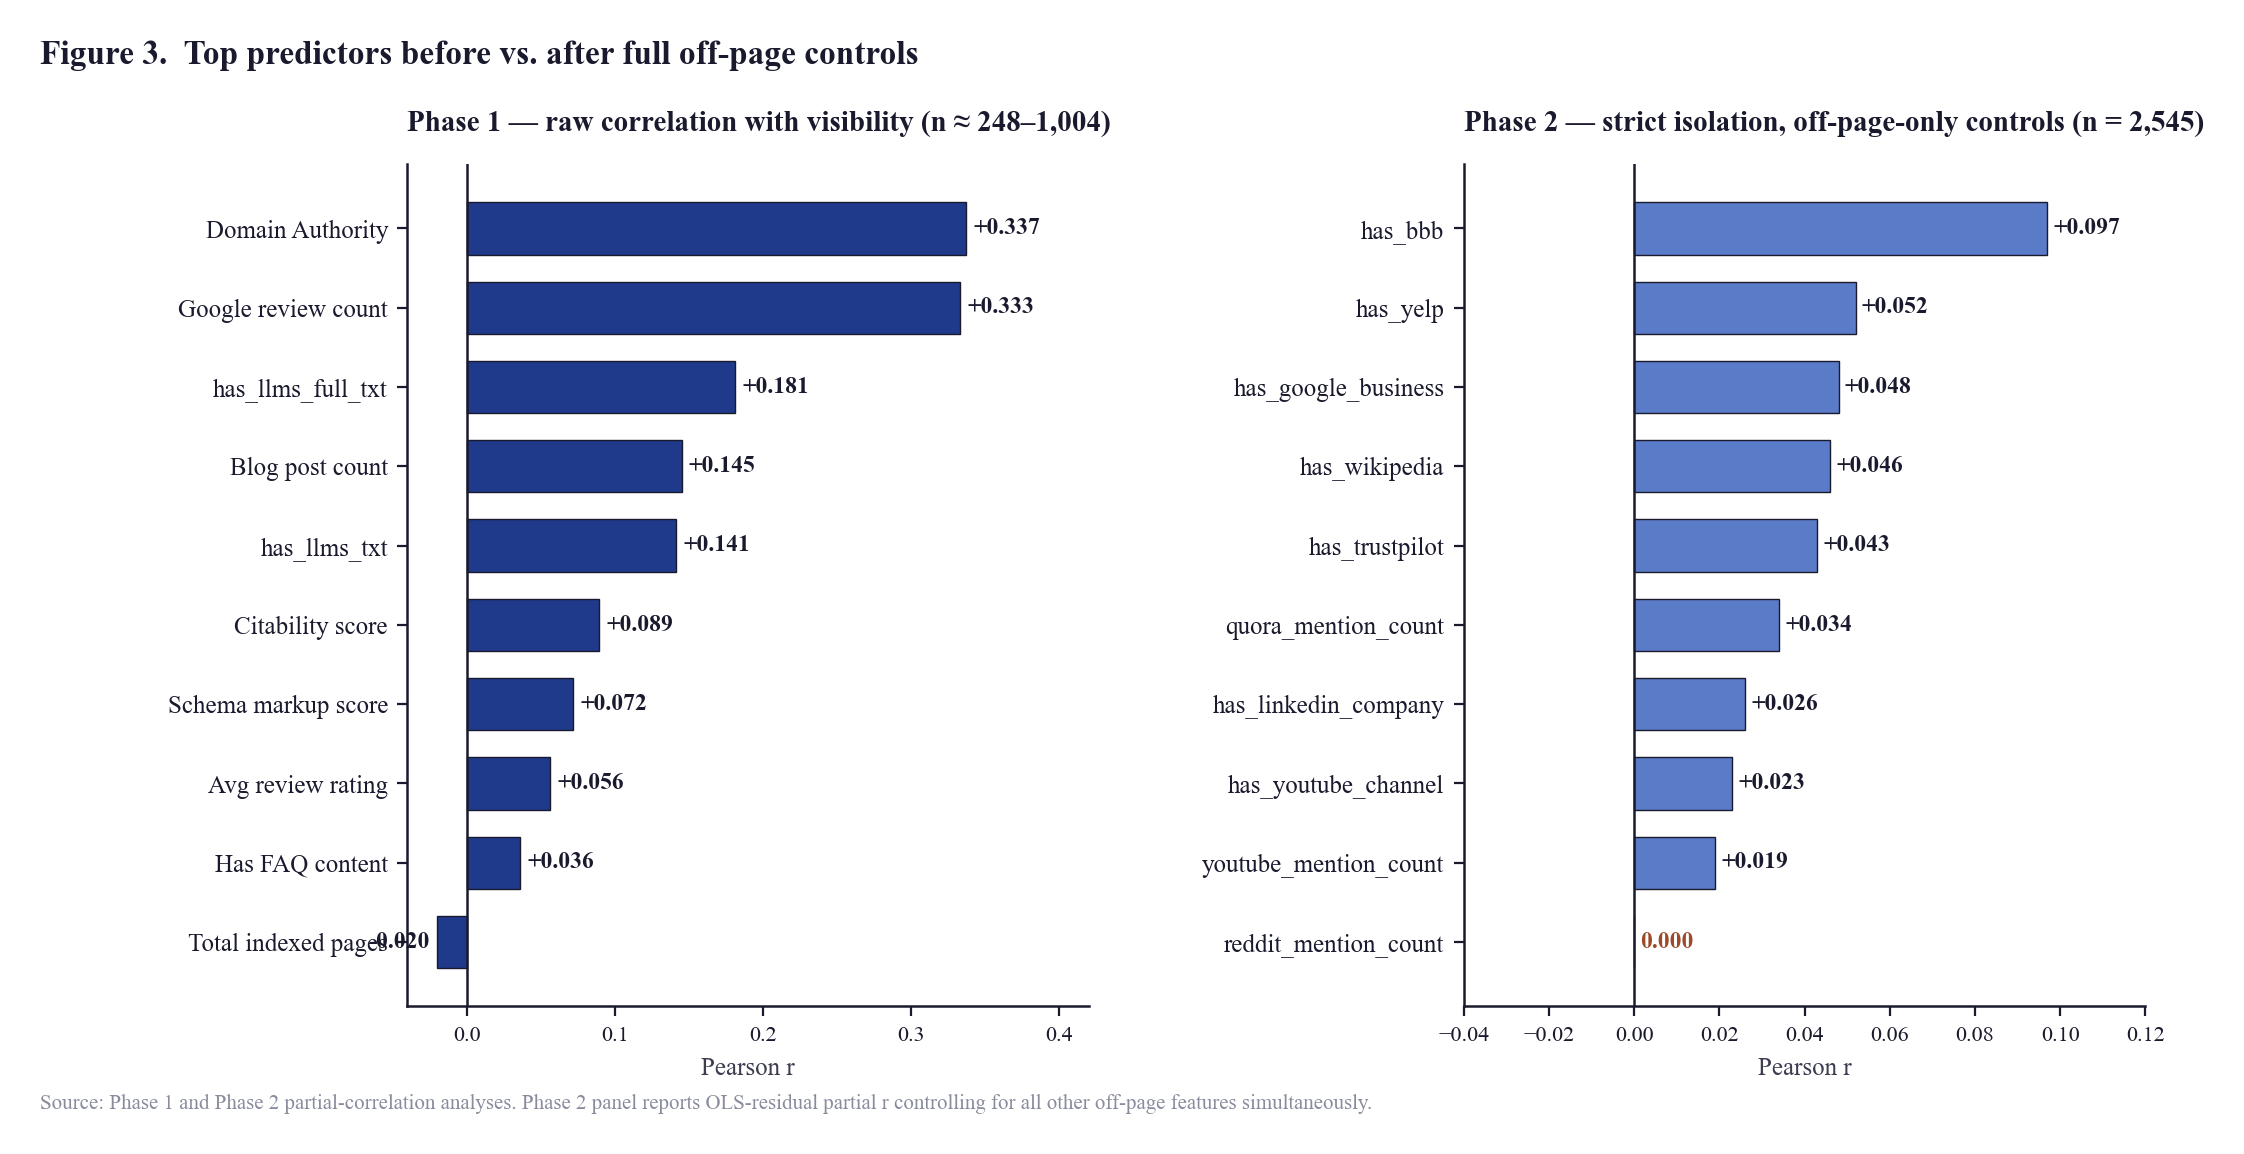 Figure 3.  Top predictors before vs. after full off-page controls
Phase 1 — raw correlation with visibility (n ≈ 248–1,004)
Domain Authority
+0.337
Google review count
+0.333
has_llms_full_txt
+0.181
Blog post count
+0.145
has_llms_txt
+0.141
Citability score
+0.089
Schema markup score
+0.072
Avg review rating
+0.056
Has FAQ content
+0.036
Total indexed pages
-0.020
0.0 0.1 0.2 0.3 0.4
Pearson r
Phase 2 — strict isolation, off-page-only controls (n = 2,545)
has_bbb
+0.097
has_yelp
+0.052
has_google_business
+0.048
has_wikipedia
+0.046
has_trustpilot
+0.043
quora_mention_count
+0.034
has_linkedin_company
+0.026
has_youtube_channel
+0.023
youtube_mention_count
+0.019
reddit_mention_count
0.000
−0.04 −0.02 0.00 0.02 0.04 0.06 0.08 0.10 0.12
Pearson r
Source: Phase 1 and Phase 2 partial-correlation analyses. Phase 2 panel reports OLS-residual partial r controlling for all other off-page features simultaneously.